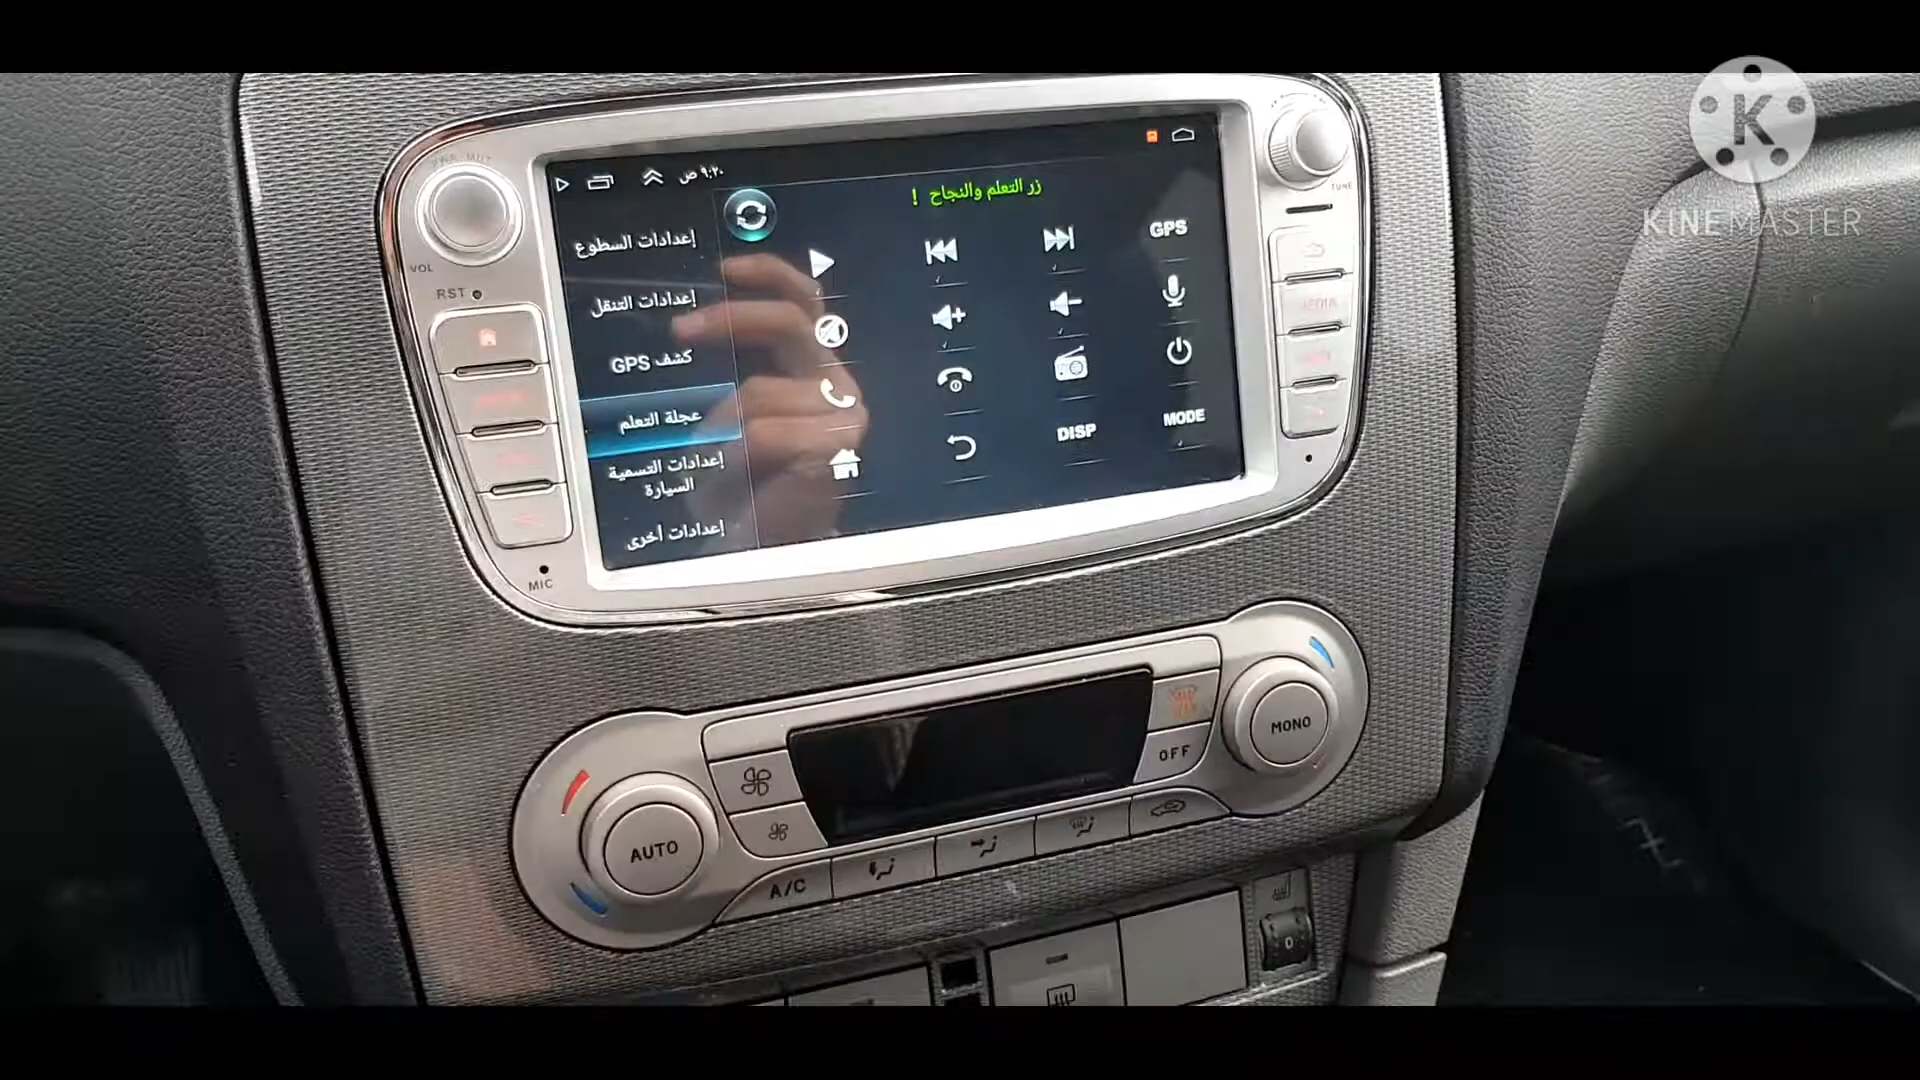 K
KINEMASTER
TUNE
VOL
RST
MIC
٩:٢٠ ص
زر التعلم والنجاح !
إعدادات السطوع
إعدادات التنقل
كشف GPS
عجلة التعلم
إعدادات التسمية
السيارة
إعدادات أخرى
GPS
DISP
MODE
MONO
OFF
AUTO
A/C
0